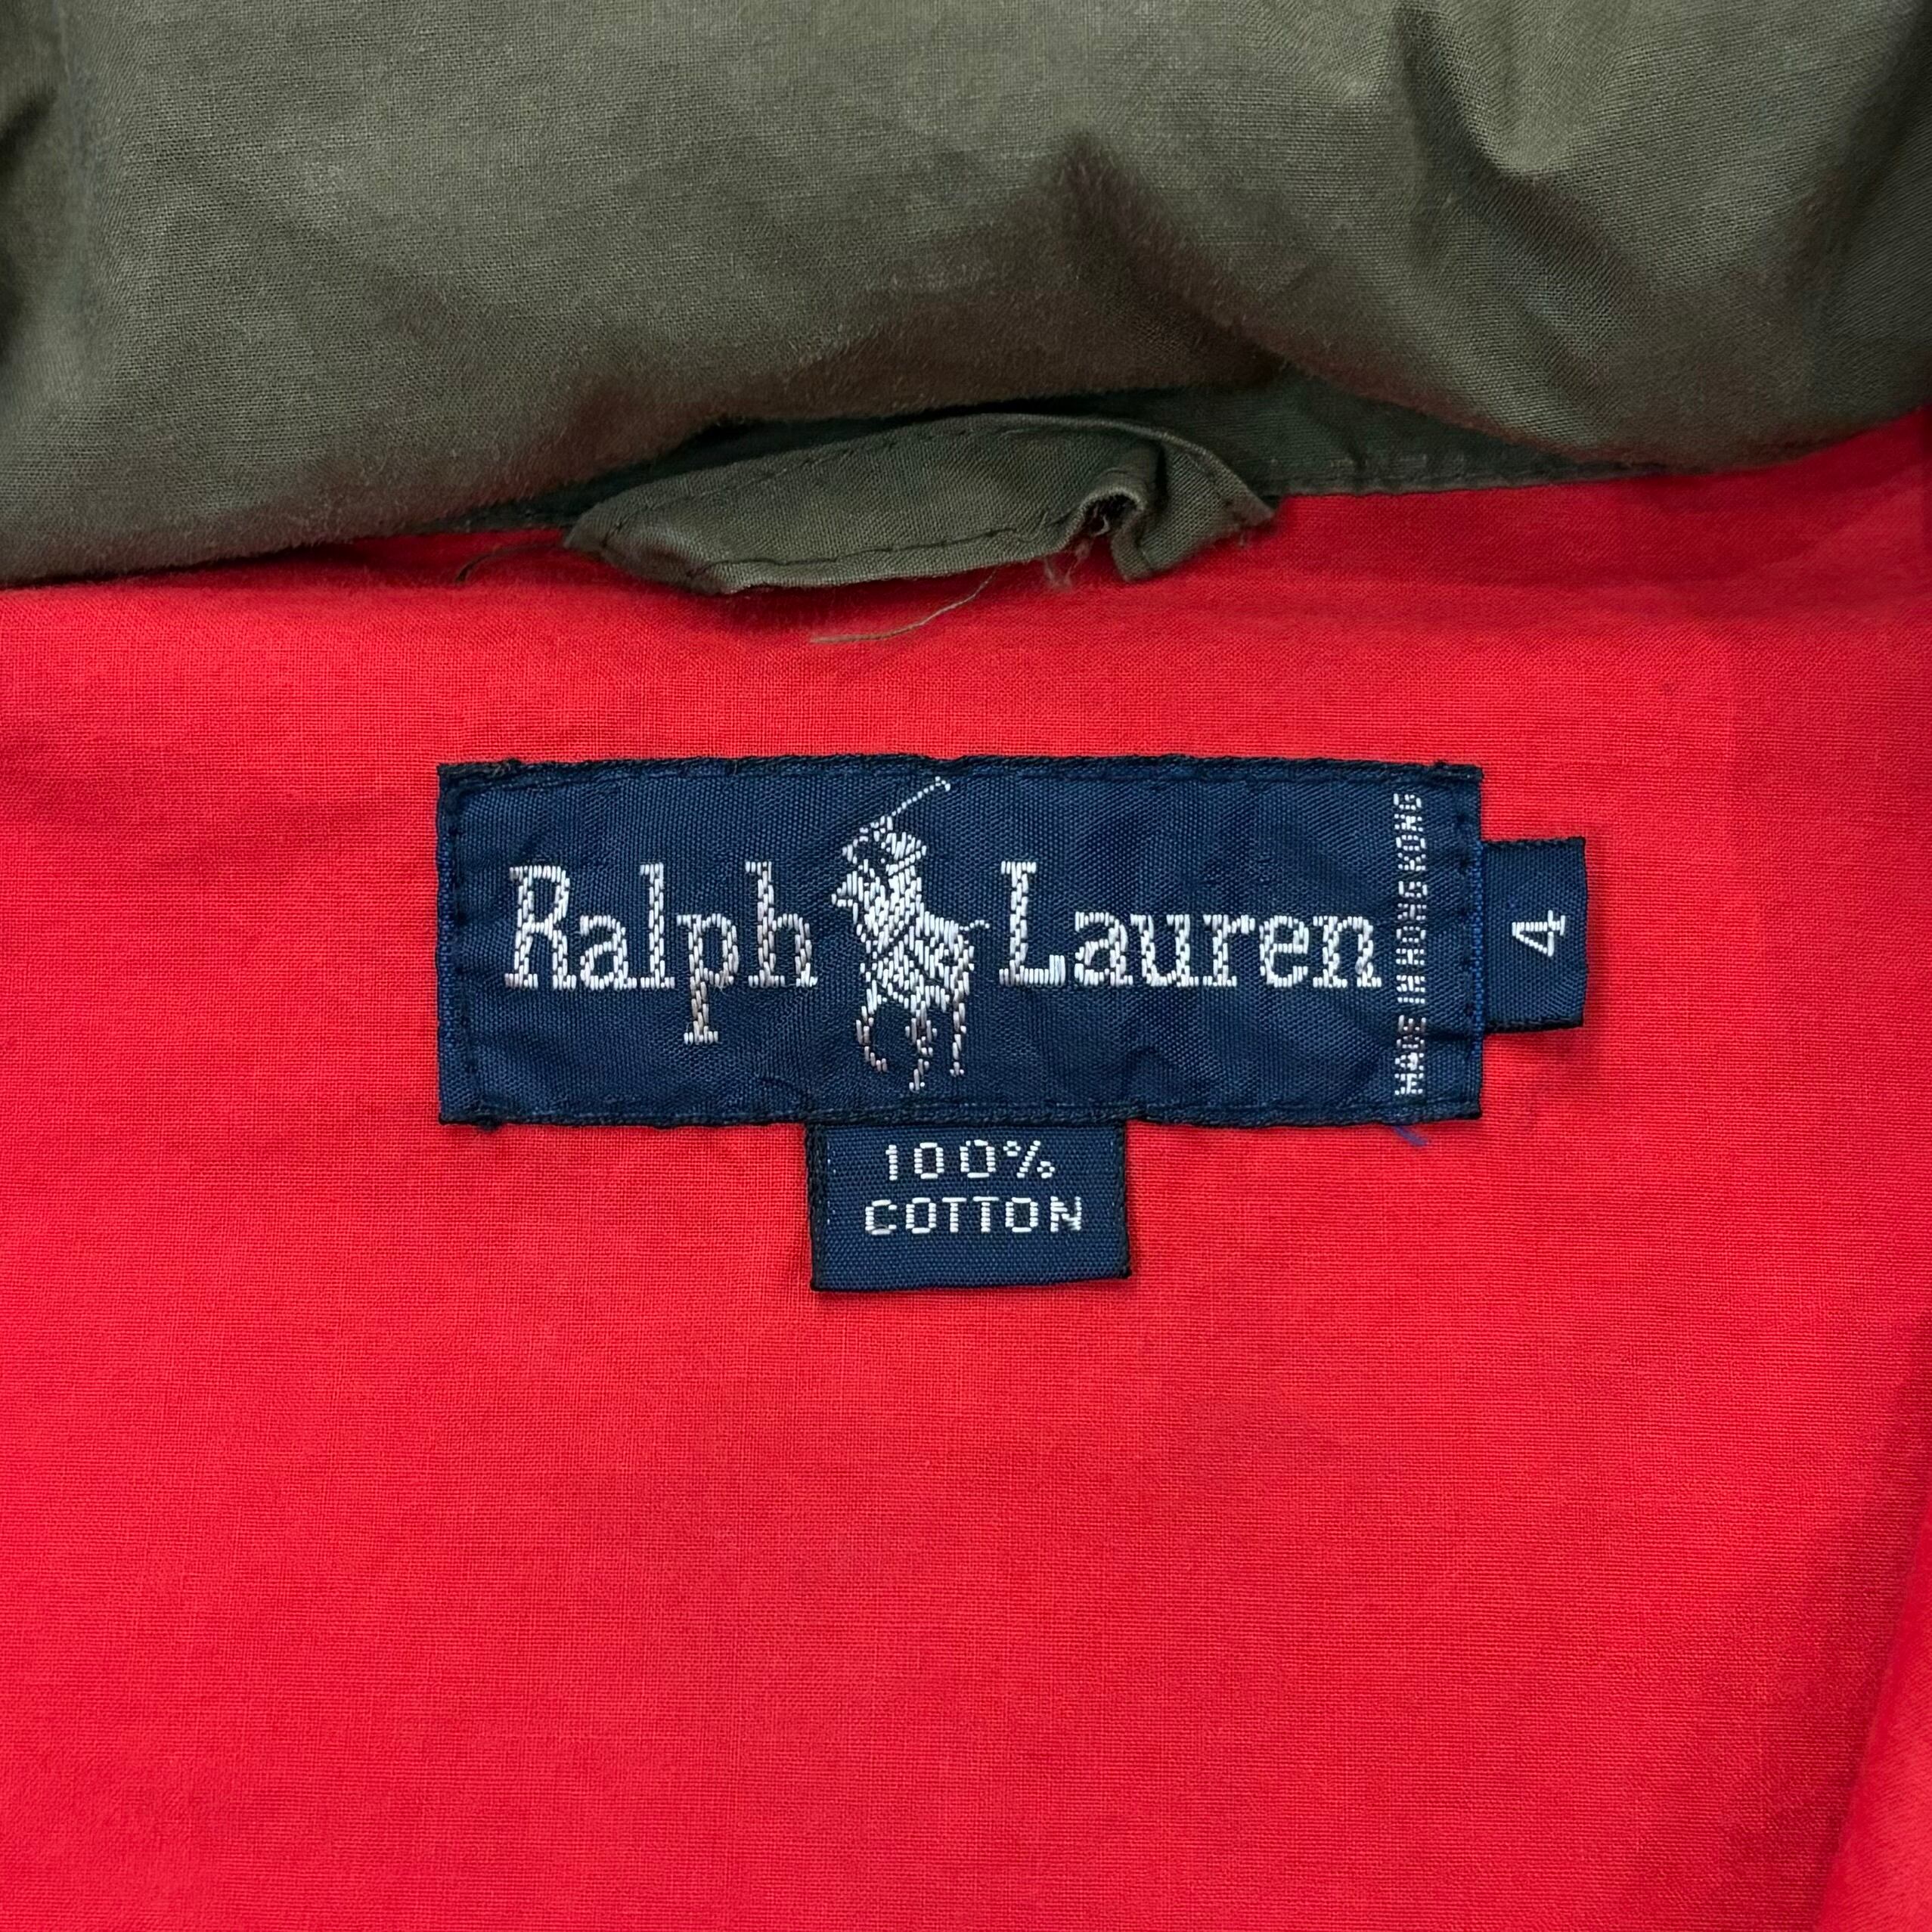 Ralph Lauren
MADE IN HONG KONG
4
100%
COTTON